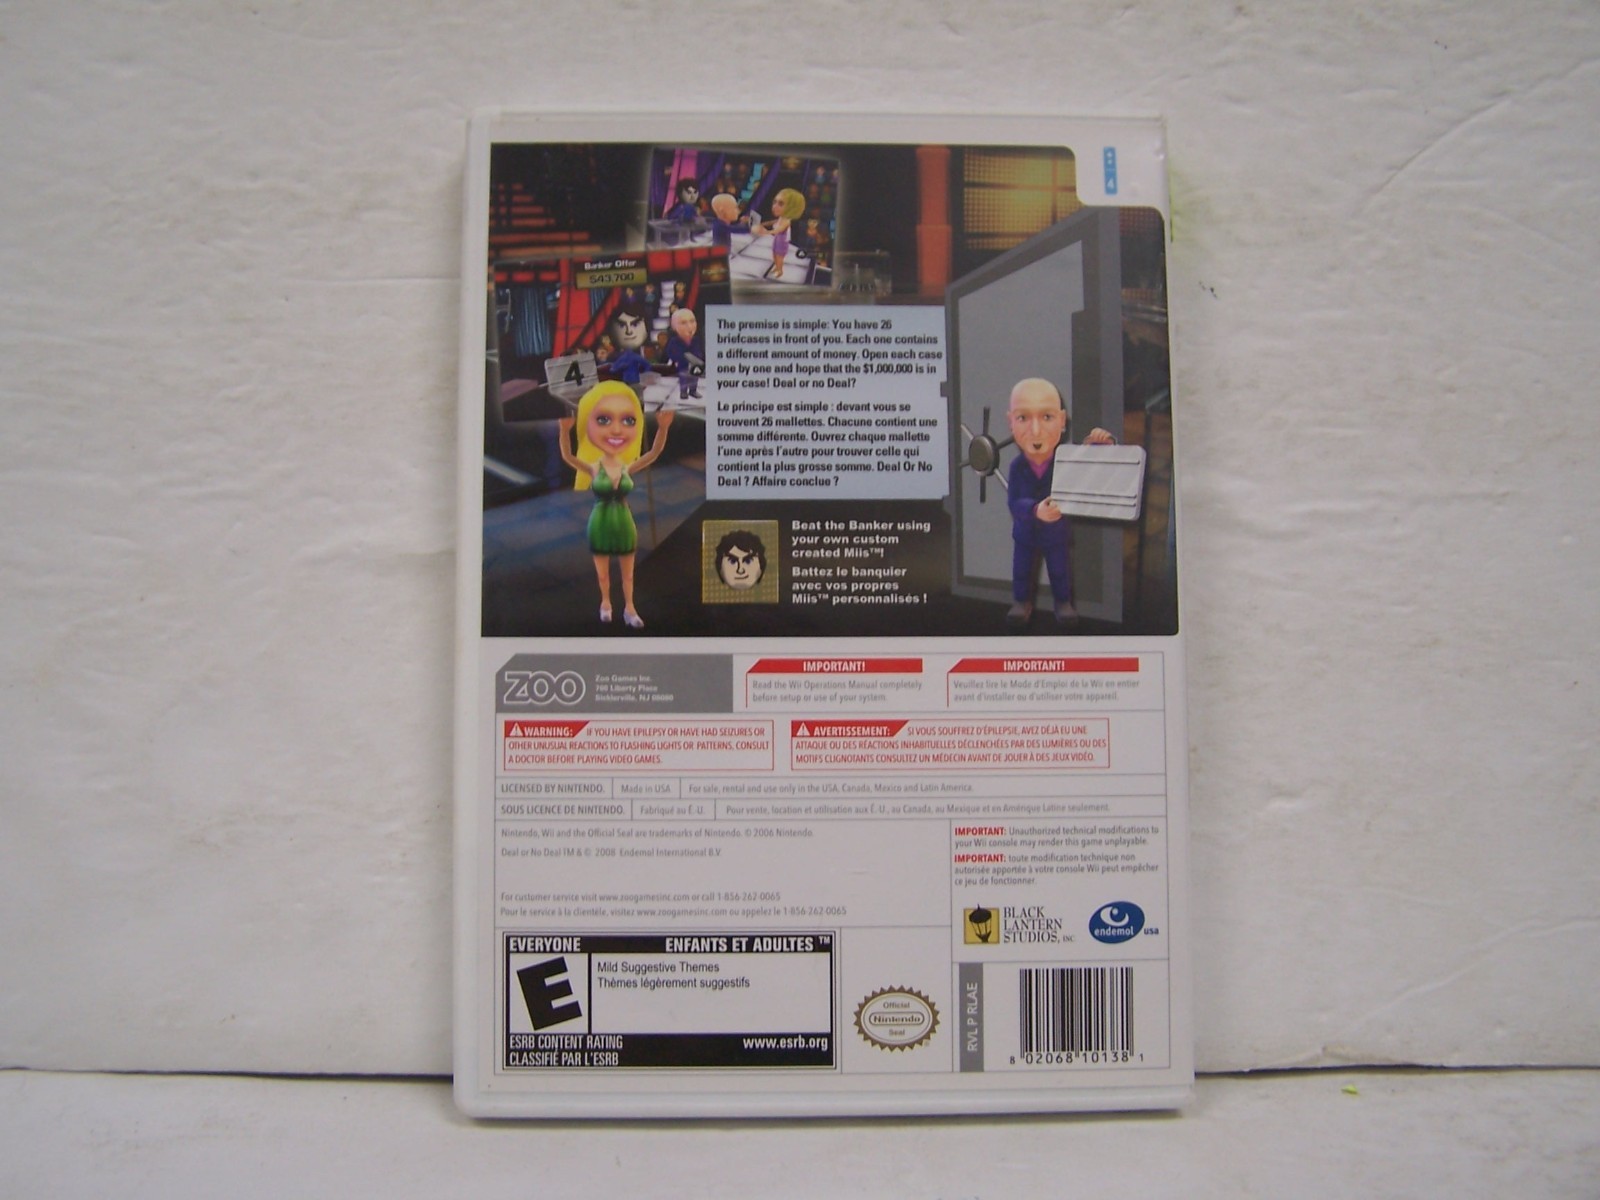 4
Banker Offer
$43,700
4
The premise is simple: You have 26
briefcases in front of you. Each one contains
a different amount of money. Open each case
one by one and hope that the $1,000,000 is in
your case! Deal or no Deal?
Le principe est simple : devant vous se
trouvent 26 mallettes. Chacune contient une
somme différente. Ouvrez chaque mallette
l'une après l'autre pour trouver celle qui
contient la plus grosse somme. Deal Or No
Deal ? Affaire conclue ?
Beat the Banker using
your own custom
created Miis™!
Battez le banquier
avec vos propres
Miis™ personnalisés !
ZOO
Zoo Games Inc.
Liberty Place
Sicklerville, NJ
IMPORTANT!
Read the Wii Operations Manual completely
before setup or use of your system.
IMPORTANT!
Veuillez lire le Mode d'Emploi de la Wii en entier
avant d'installer ou d'utiliser votre appareil.
WARNING: IF YOU HAVE EPILEPSY OR HAVE HAD SEIZURES OR
OTHER UNUSUAL REACTIONS TO FLASHING LIGHTS OR PATTERNS, CONSULT
A DOCTOR BEFORE PLAYING VIDEO GAMES.
AVERTISSEMENT: SI VOUS SOUFFREZ D'ÉPILEPSIE, AVEZ DÉJÀ EU UNE
ATTAQUE OU DES RÉACTIONS INHABITUELLES DÉCLENCHÉES PAR DES LUMIÈRES OU DES
MOTIFS CLIGNOTANTS CONSULTEZ UN MÉDECIN AVANT DE JOUER À DES JEUX VIDÉO.
LICENSED BY NINTENDO. Made in USA For sale, rental and use only in the USA, Canada, Mexico and Latin America.
SOUS LICENCE DE NINTENDO. Fabriqué au É.-U. Pour vente, location et utilisation aux É.-U., au Canada, au Mexique et en Amérique Latine seulement.
Nintendo, Wii and the Official Seal are trademarks of Nintendo. © 2006 Nintendo.
Deal or No Deal TM & © 2008 Endemol International B.V.
For customer service visit www.zoogamesinc.com or call 1-856-262-0065
Pour le service à la clientèle, visitez www.zoogamesinc.com ou appelez le 1-856-262-0065
IMPORTANT: Unauthorized technical modifications to
your Wii console may render this game unplayable.
IMPORTANT: toute modification technique non
autorisée apportée à votre console Wii peut empêcher
ce jeu de fonctionner.
BLACK
LANTERN
STUDIOS, INC
endemol usa
EVERYONE ENFANTS ET ADULTES ™
E
Mild Suggestive Themes
Thèmes légèrement suggestifs
ESRB CONTENT RATING www.esrb.org
CLASSIFIÉ PAR L'ESRB
Official
Nintendo
Seal
RVL P RLAE
8 02068 10138 1